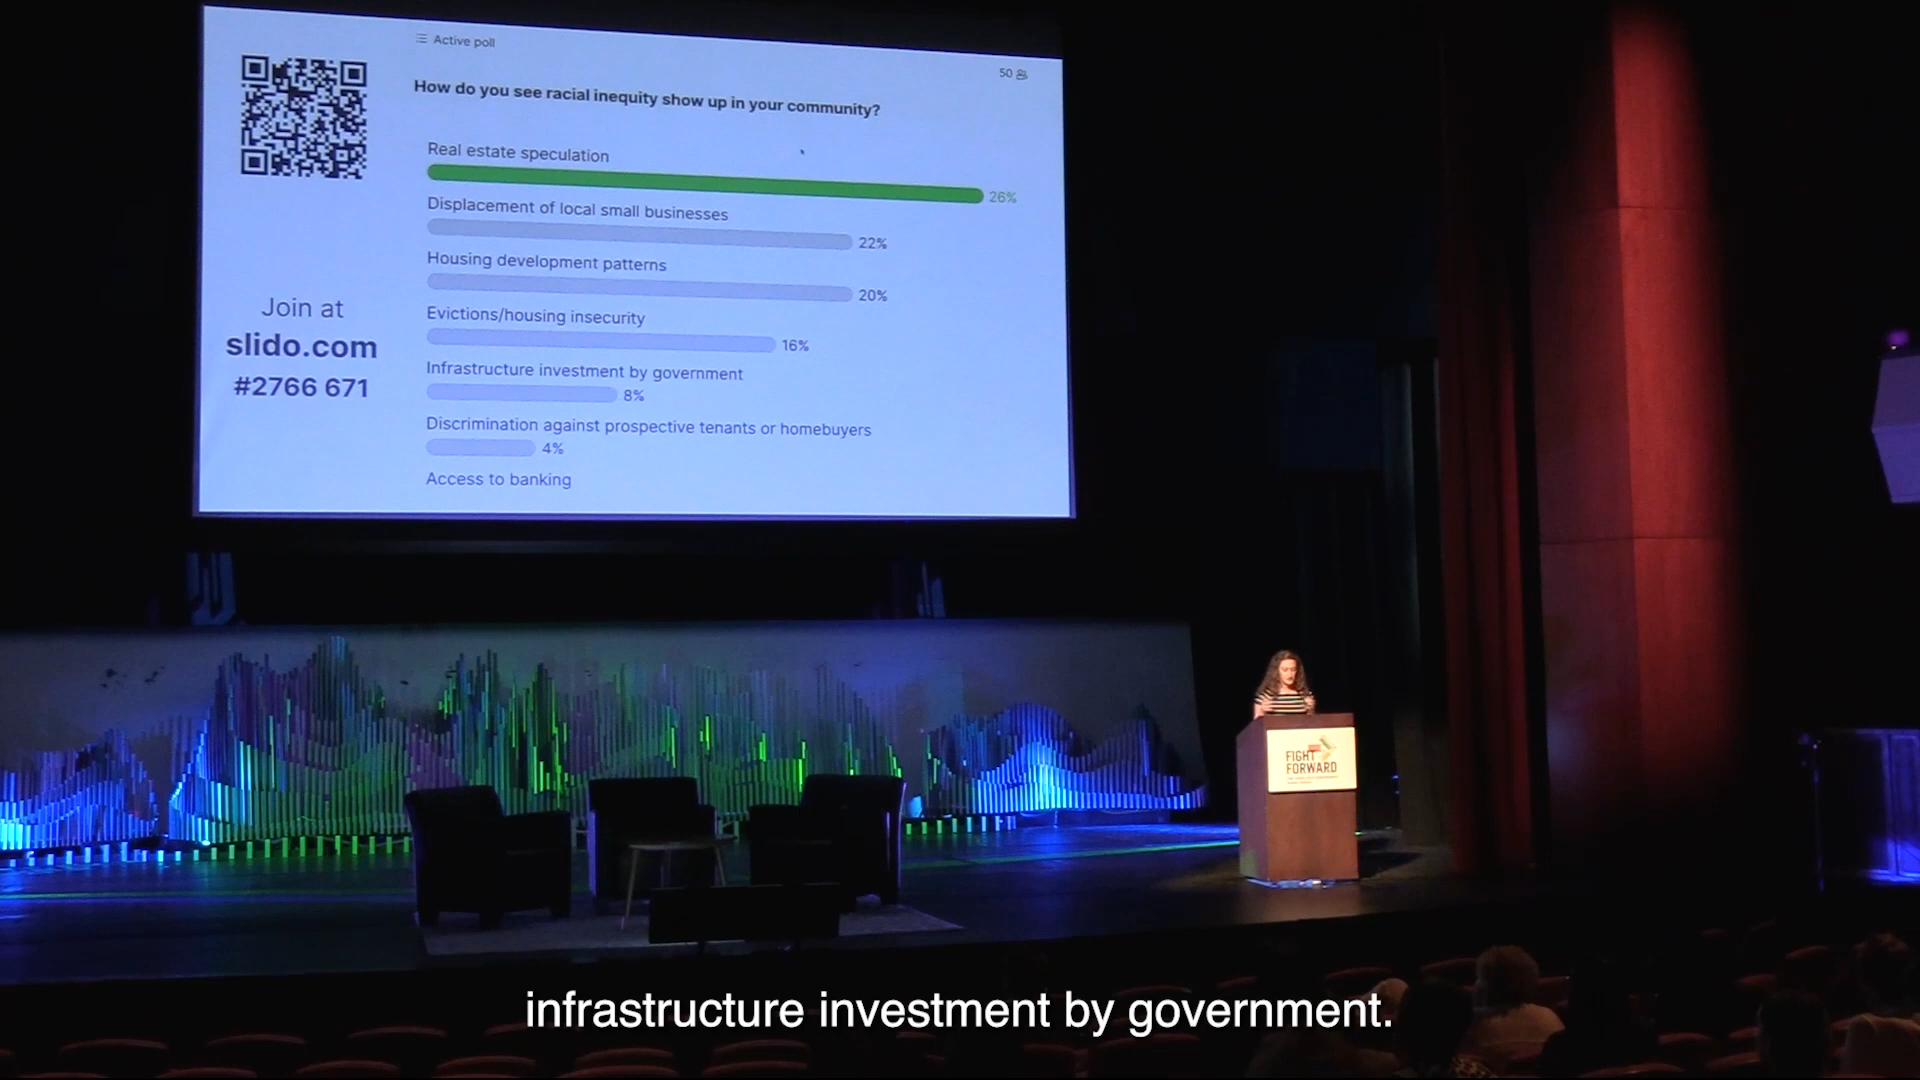 Active poll
50
How do you see racial inequity show up in your community?
Real estate speculation
26%
Displacement of local small businesses
22%
Housing development patterns
20%
Evictions/housing insecurity
16%
Infrastructure investment by government
8%
Discrimination against prospective tenants or homebuyers
4%
Access to banking
Join at
slido.com
#2766 671
FIGHT
FORWARD
infrastructure investment by government.